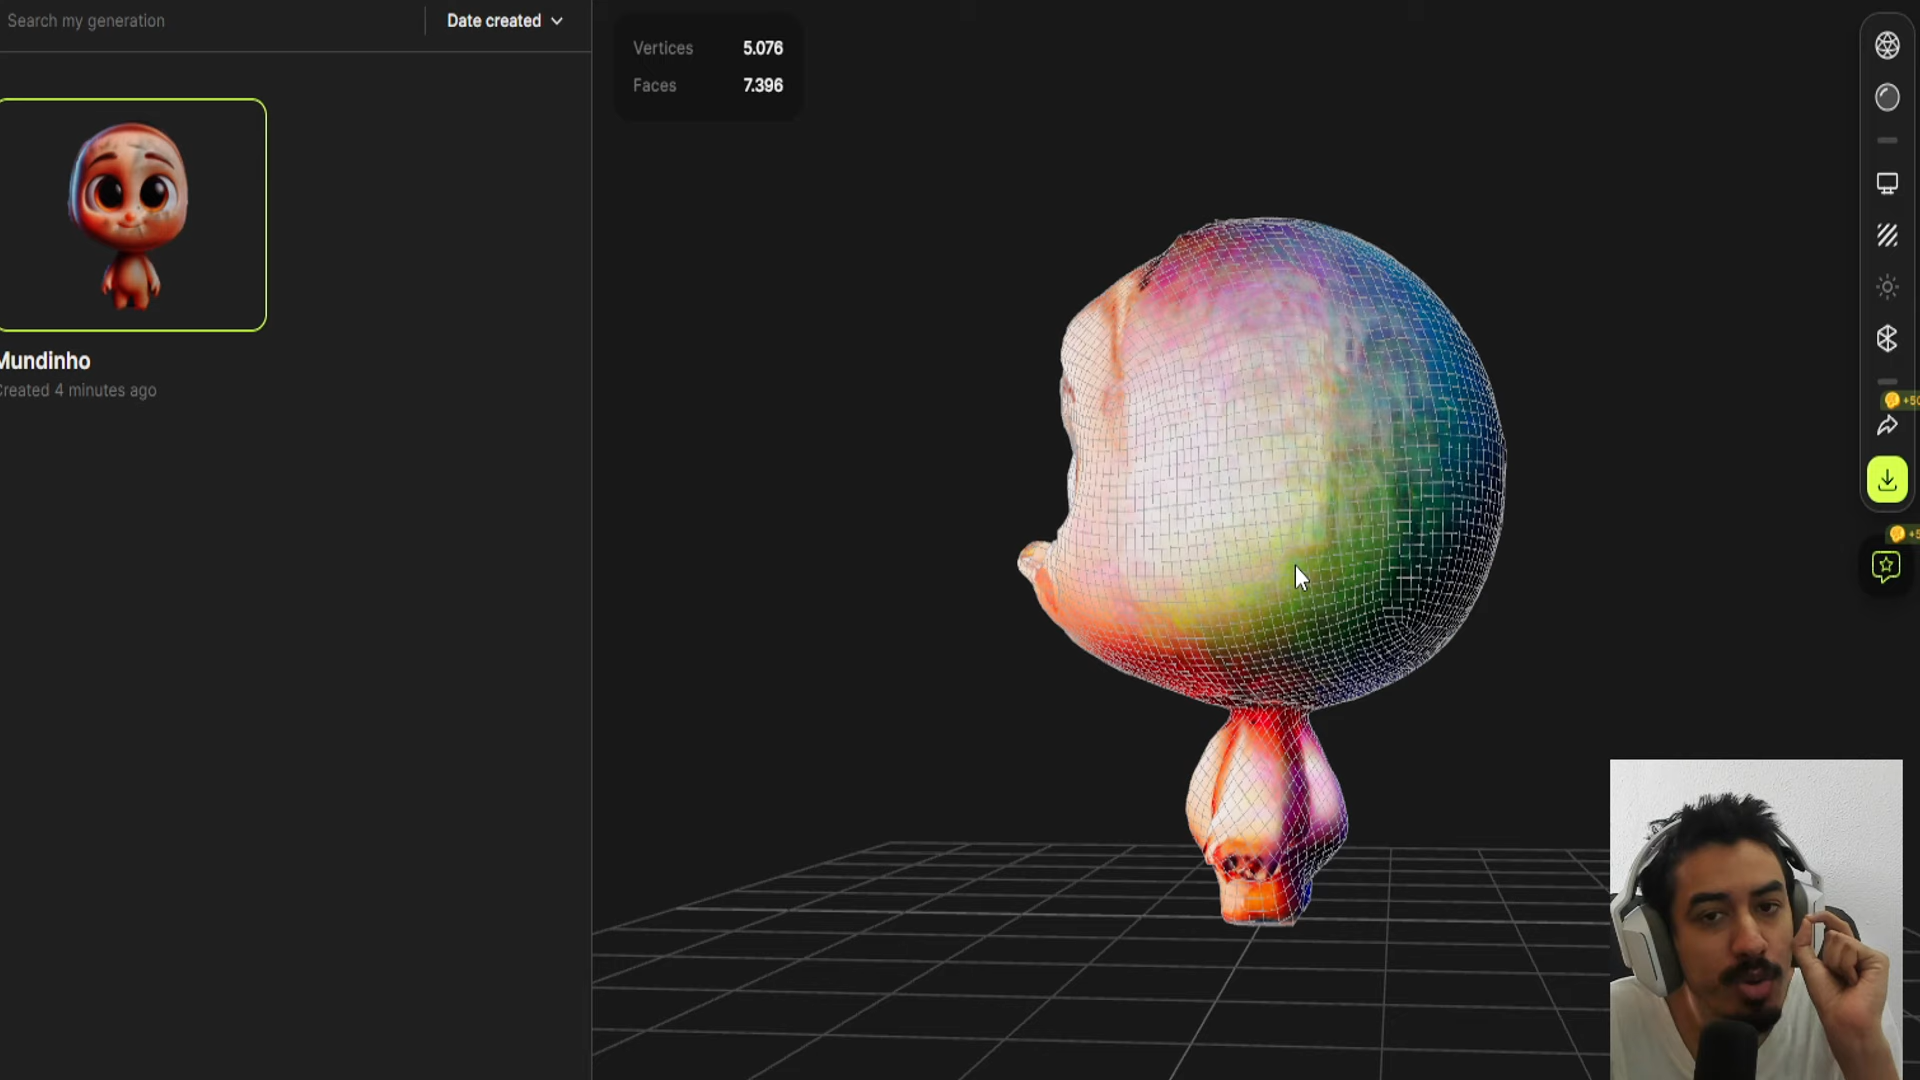 Search my generation
Date created
Vertices 5.076
Faces 7.396
Mundinho
Created 4 minutes ago